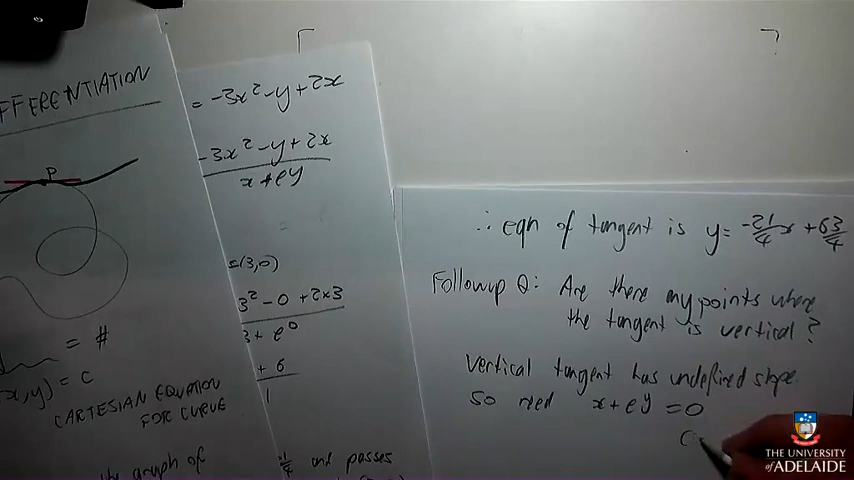 FFERENTIATION
P
= #
x,y) = C
CARTESIAN EQUATION
FOR CURVE
the graph of
= -3x² - y + 2x
-3x² - y + 2x
x + e^y
=
(3,0)
3² - 0 + 2×3
3 + e⁰
+ 6
1
and passes
∴ eqn of tangent is y = -21/4 x + 63/4
Followup Q: Are there any points where
the tangent is vertical?
Vertical tangent has undefined slope.
So need x + e^y = 0
THE UNIVERSITY
of ADELAIDE